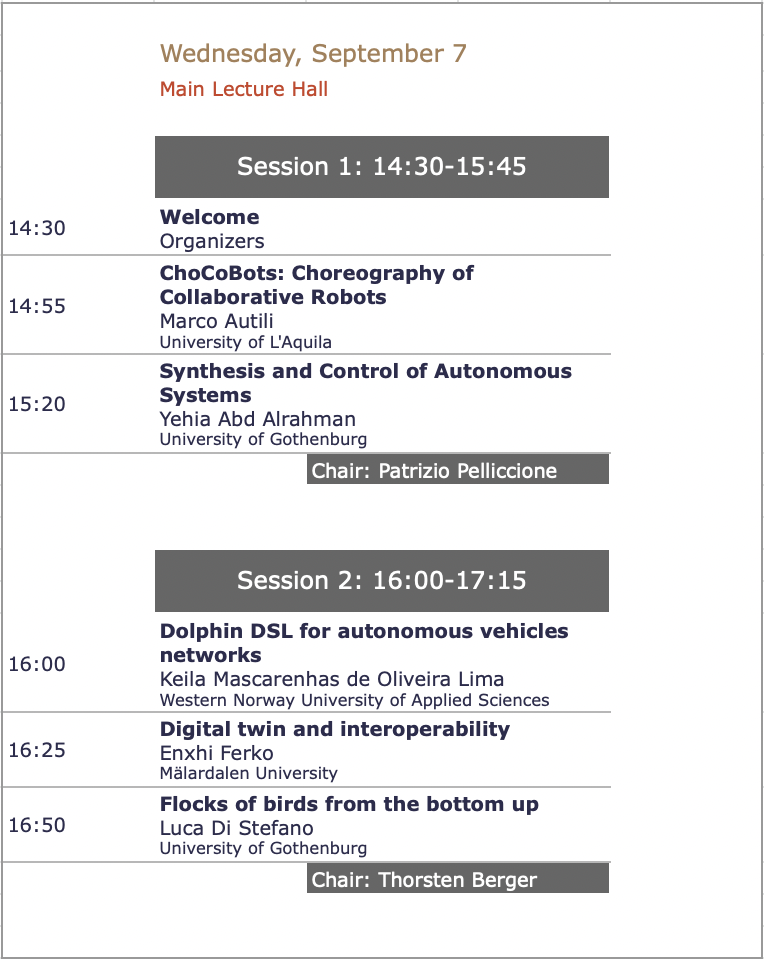 Wednesday, September 7
Main Lecture Hall
Session 1: 14:30-15:45
14:30
Welcome
Organizers
14:55
ChoCoBots: Choreography of
Collaborative Robots
Marco Autili
University of L'Aquila
15:20
Synthesis and Control of Autonomous
Systems
Yehia Abd Alrahman
University of Gothenburg
Chair: Patrizio Pelliccione
Session 2: 16:00-17:15
16:00
Dolphin DSL for autonomous vehicles
networks
Keila Mascarenhas de Oliveira Lima
Western Norway University of Applied Sciences
16:25
Digital twin and interoperability
Enxhi Ferko
Mälardalen University
16:50
Flocks of birds from the bottom up
Luca Di Stefano
University of Gothenburg
Chair: Thorsten Berger